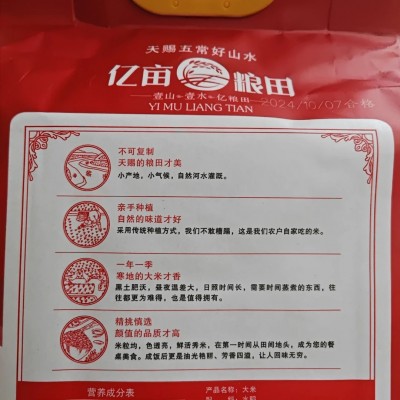 天赐五常好山水
亿亩
粮田
壹山·壹水·亿粮田
2024/10/07合格
YI MU LIANG TIAN
不可复制
天赐的粮田才美
小产地，小气候，自然河水灌溉。
亲手种植
自然的味道才好
采用传统种植方式，我们不敢糟蹋，这是我们农户自家吃的米。
一年一季
寒地的大米才香
黑土肥沃，昼夜温差大，日照时间长，需要时间蒸煮的东西，往
往都更为难得，也是值得拥有。
精挑慎选
颜值的品质才高
米粒均，色透亮，鲜活秀米，在第一时间从田间地头，成为您的餐
桌美食。成饭后更是油光艳丽、芳香四溢，让人回味无穷。
营养成分表
产品名称：大米
配　料：水稻